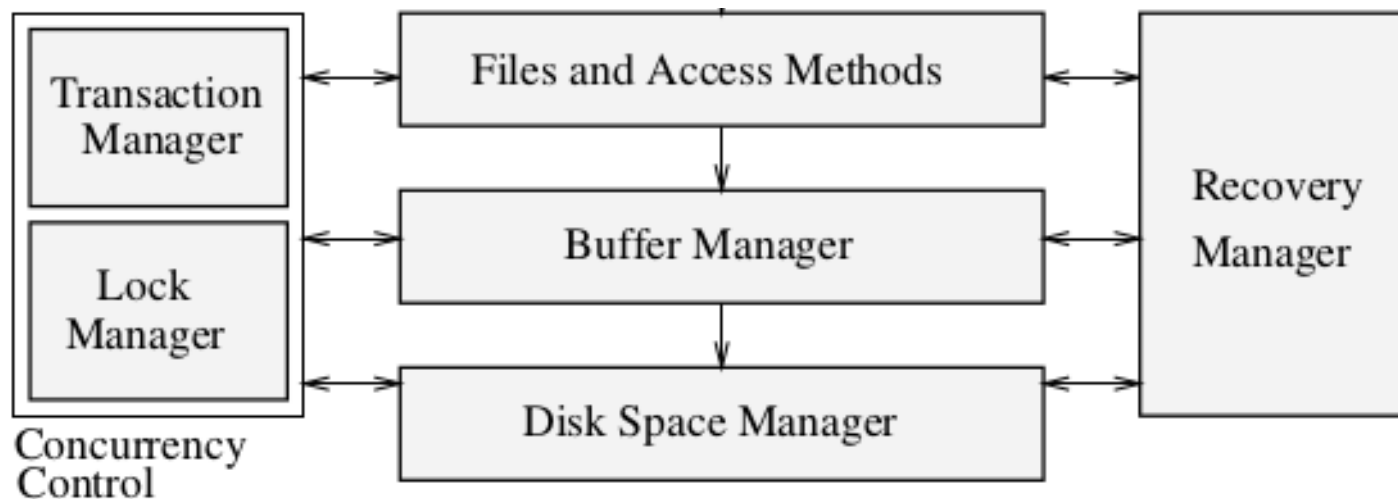 Transaction
Manager
Lock
Manager
Concurrency
Control
Files and Access Methods
Buffer Manager
Disk Space Manager
Recovery
Manager